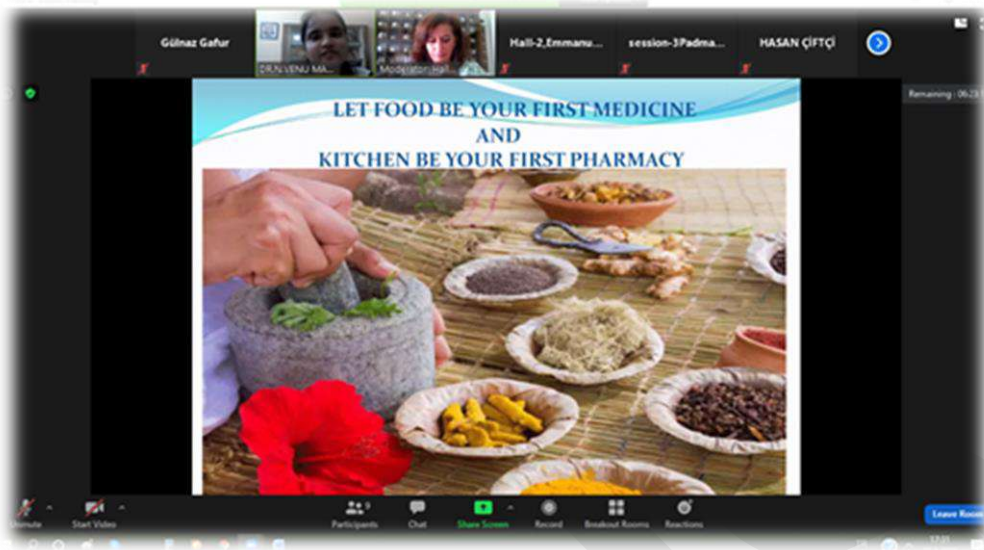 Gülnaz Gafur
DR.N.VENU MA...
Moderator: Hall...
Hall-2,Emmanu...
session-3Padma...
HASAN ÇİFTÇİ
Remaining : 06:23:
LET FOOD BE YOUR FIRST MEDICINE
AND
KITCHEN BE YOUR FIRST PHARMACY
Unmute
Start Video
Participants
9
Chat
Share Screen
Record
Breakout Rooms
Reactions
Leave Room